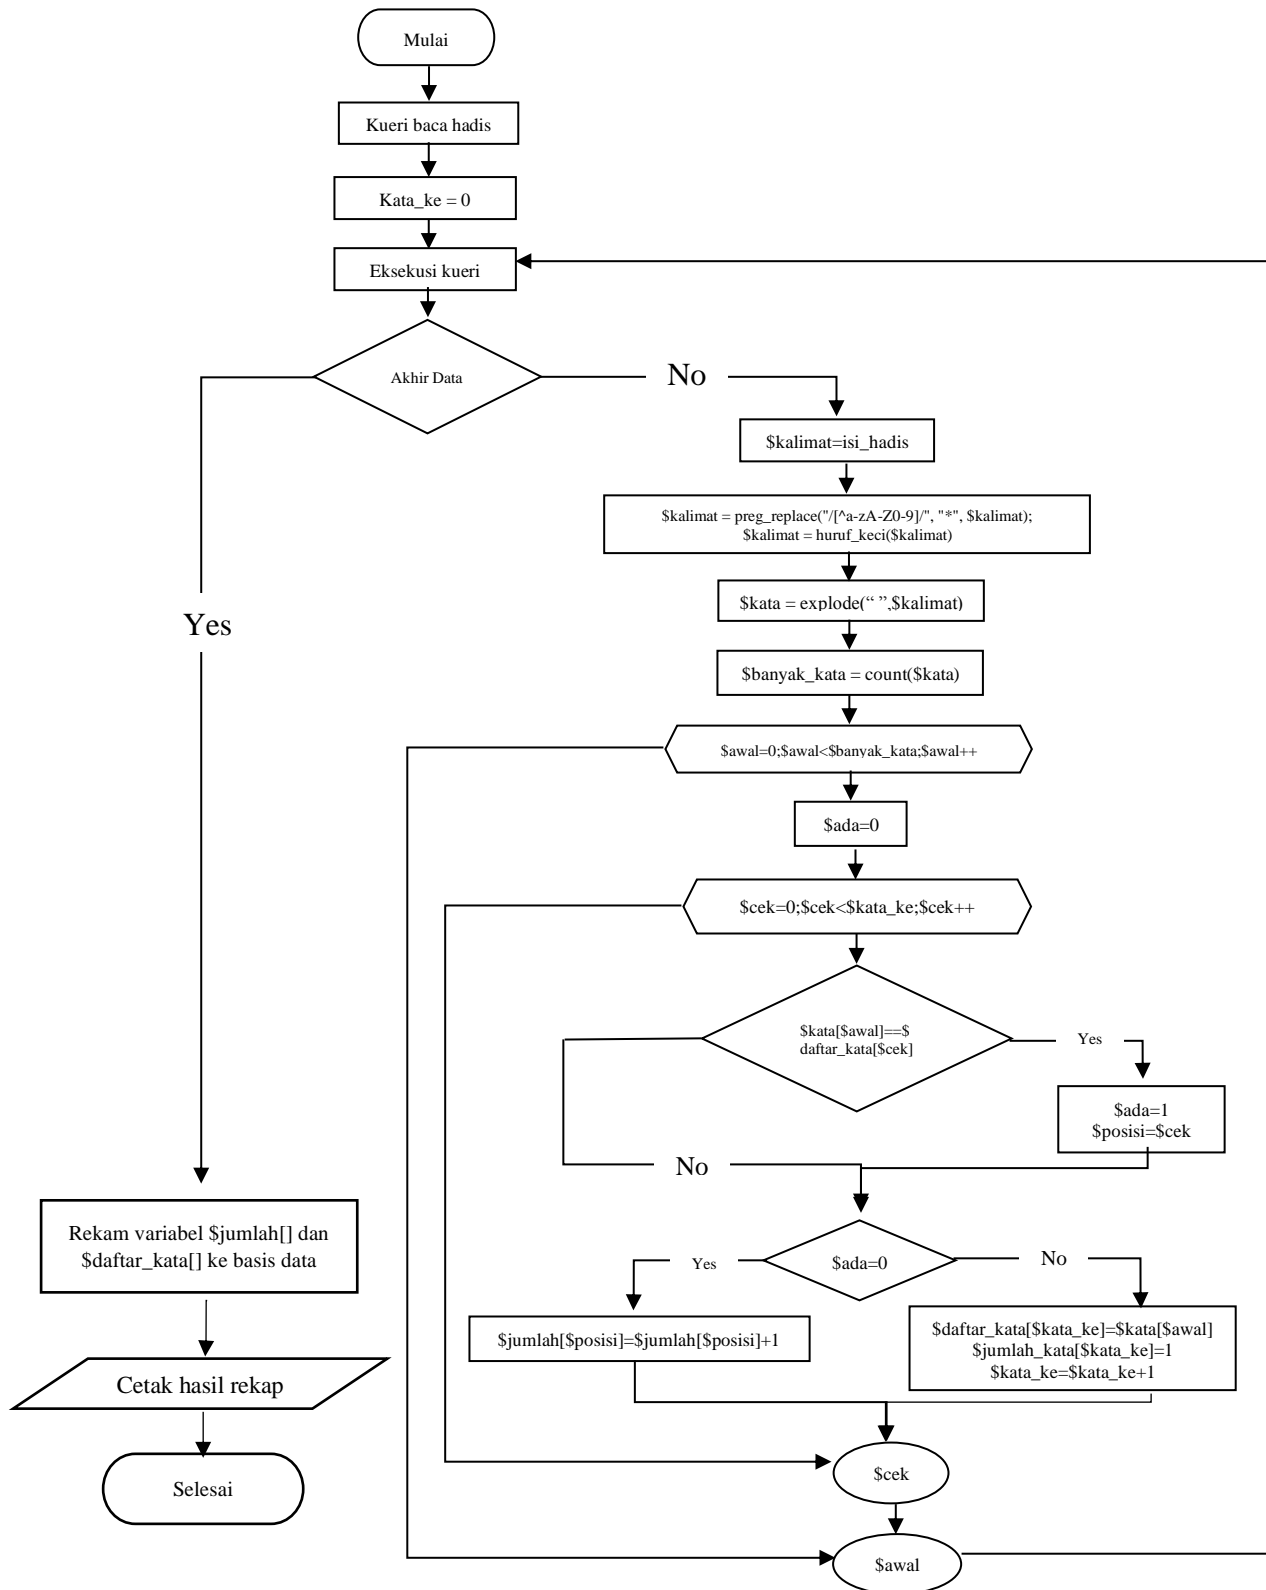 Mulai
Kueri baca hadis
Kata_ke = 0
Eksekusi kueri
Akhir Data
No
$kalimat=isi_hadis
$kalimat = preg_replace("/[^a-zA-Z0-9]/", "*", $kalimat);
$kalimat = huruf_keci($kalimat)
$kata = explode(“ ”,$kalimat)
Yes
$banyak_kata = count($kata)
$awal=0;$awal<$banyak_kata;$awal++
$ada=0
$cek=0;$cek<$kata_ke;$cek++
$kata[$awal]==$
daftar_kata[$cek]
Yes
$ada=1
$posisi=$cek
No
$ada=0
Yes
No
$jumlah[$posisi]=$jumlah[$posisi]+1
$daftar_kata[$kata_ke]=$kata[$awal]
$jumlah_kata[$kata_ke]=1
$kata_ke=$kata_ke+1
Rekam variabel $jumlah[] dan
$daftar_kata[] ke basis data
Cetak hasil rekap
Selesai
$cek
$awal